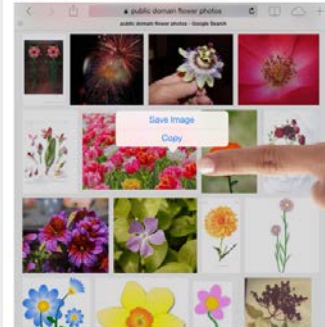 public domain flower photos
public domain flower photos - Google Search
Save Image
Copy